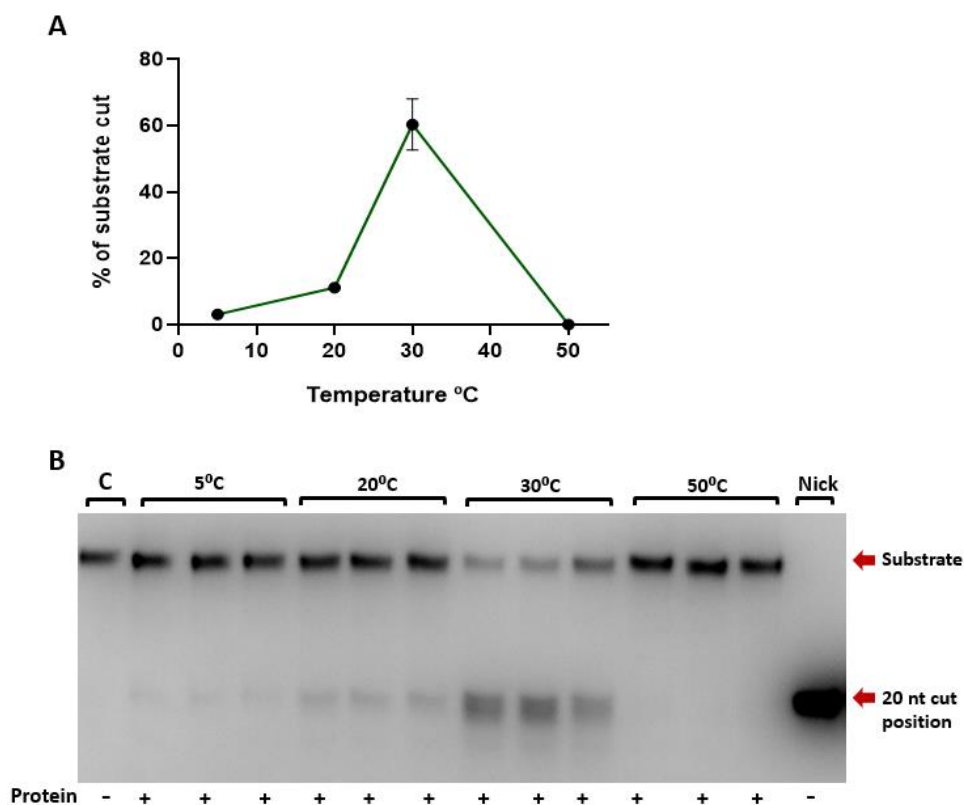 A
% of substrate cut
80
60
40
20
0
0 10 20 30 40 50
Temperature ºC
B
C 5⁰C 20⁰C 30⁰C 50⁰C Nick
Substrate
20 nt cut
position
Protein - + + + + + + + + + + + + -